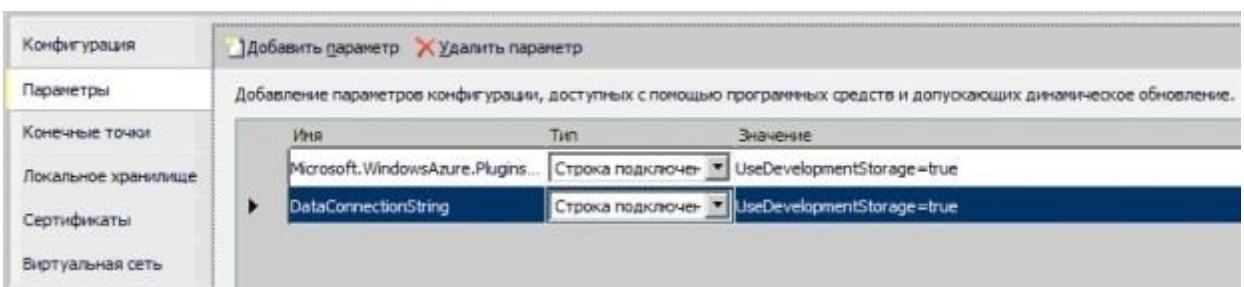 Конфигурация
Добавить параметр Удалить параметр
Параметры
Добавление параметров конфигурации, доступных с помощью программных средств и допускающих динамическое обновление.
Конечные точки
Имя Тип Значение
Microsoft.WindowsAzure.Plugins... Строка подключен UseDevelopmentStorage=true
Локальное хранилище
DataConnectionString Строка подключен UseDevelopmentStorage=true
Сертификаты
Виртуальная сеть